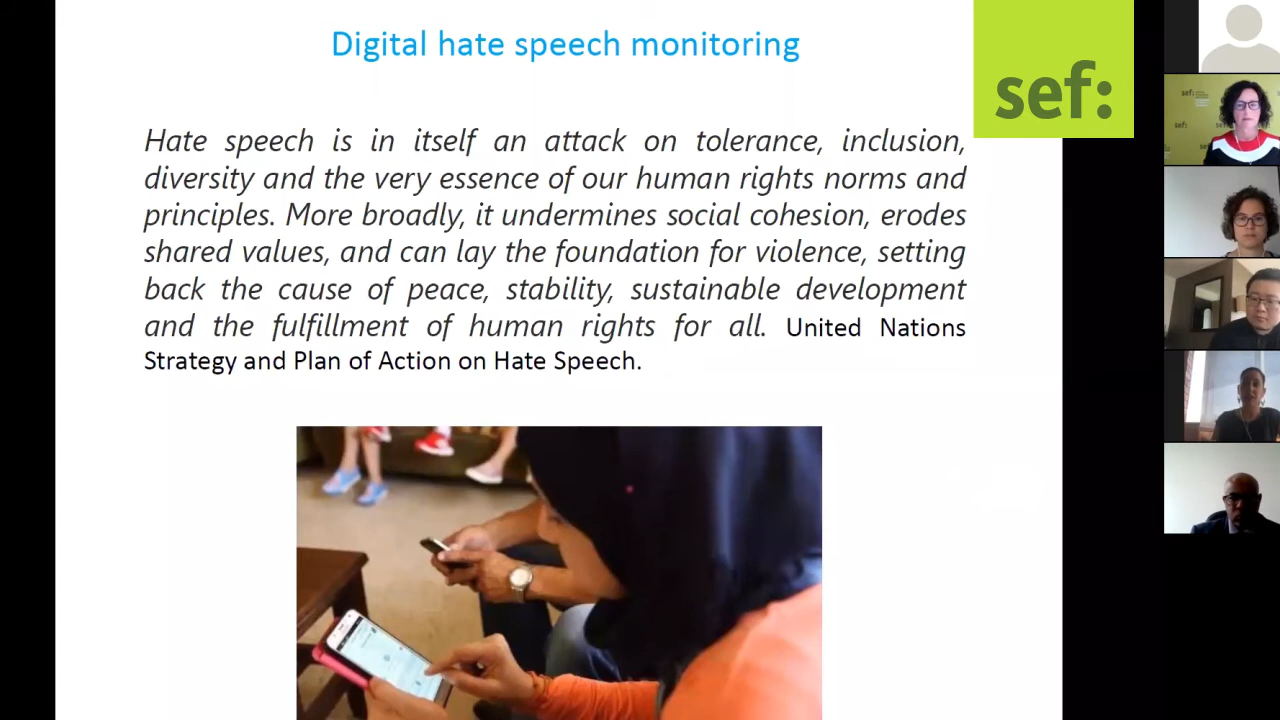 Digital hate speech monitoring
sef:
Hate speech is in itself an attack on tolerance, inclusion,
diversity and the very essence of our human rights norms and
principles. More broadly, it undermines social cohesion, erodes
shared values, and can lay the foundation for violence, setting
back the cause of peace, stability, sustainable development
and the fulfillment of human rights for all. United Nations
Strategy and Plan of Action on Hate Speech.
sef:
sef: